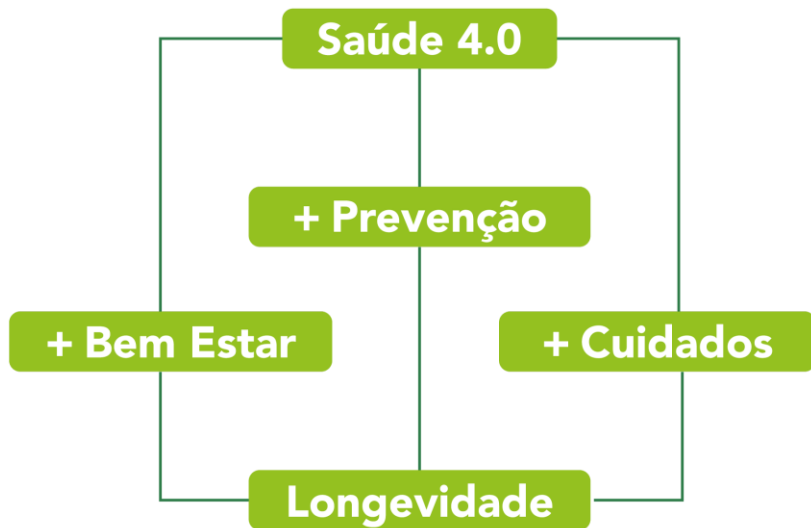 Saúde 4.0
+ Prevenção
+ Bem Estar
+ Cuidados
Longevidade